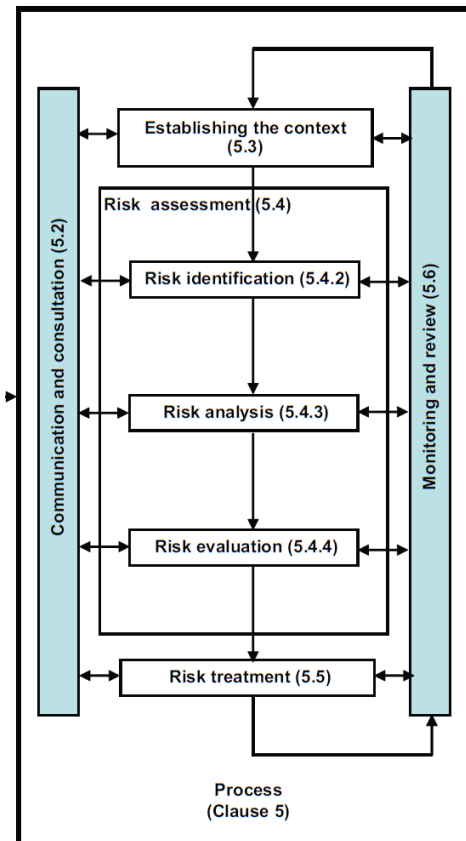 Establishing the context
(5.3)
Risk assessment (5.4)
Communication and consultation (5.2)
Risk identification (5.4.2)
Monitoring and review (5.6)
Risk analysis (5.4.3)
Risk evaluation (5.4.4)
Risk treatment (5.5)
Process
(Clause 5)